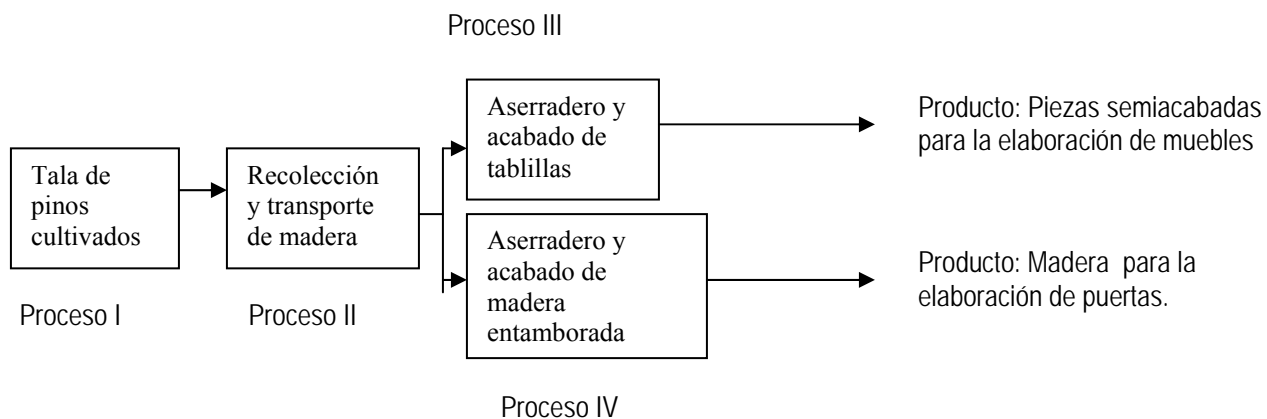 Proceso III
Tala de
pinos
cultivados
Proceso I
Recolección
y transporte
de madera
Proceso II
Aserradero y
acabado de
tablillas
Producto: Piezas semiacabadas
para la elaboración de muebles
Aserradero y
acabado de
madera
entamborada
Producto: Madera  para la
elaboración de puertas.
Proceso IV